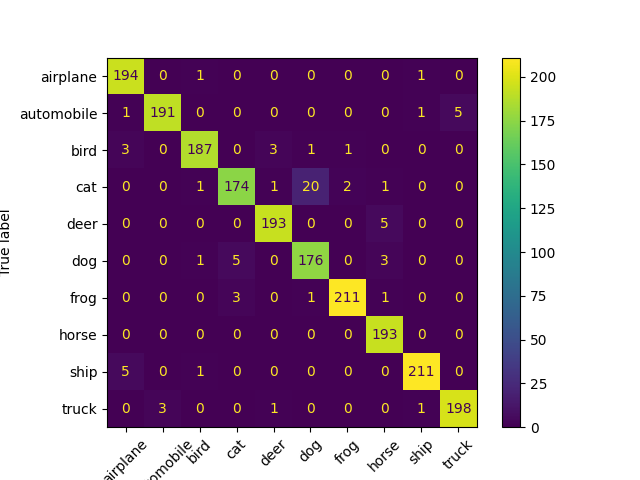 airplane 194 0 1 0 0 0 0 0 1 0
automobile 1 191 0 0 0 0 0 0 1 5
bird 3 0 187 0 3 1 1 0 0 0
cat 0 0 1 174 1 20 2 1 0 0
deer 0 0 0 0 193 0 0 5 0 0
dog 0 0 1 5 0 176 0 3 0 0
frog 0 0 0 3 0 1 211 1 0 0
horse 0 0 0 0 0 0 0 193 0 0
ship 5 0 1 0 0 0 0 0 211 0
truck 0 3 0 0 1 0 0 0 1 198
True label
airplane omobile bird cat deer dog frog horse ship truck
200
175
150
125
100
75
50
25
0